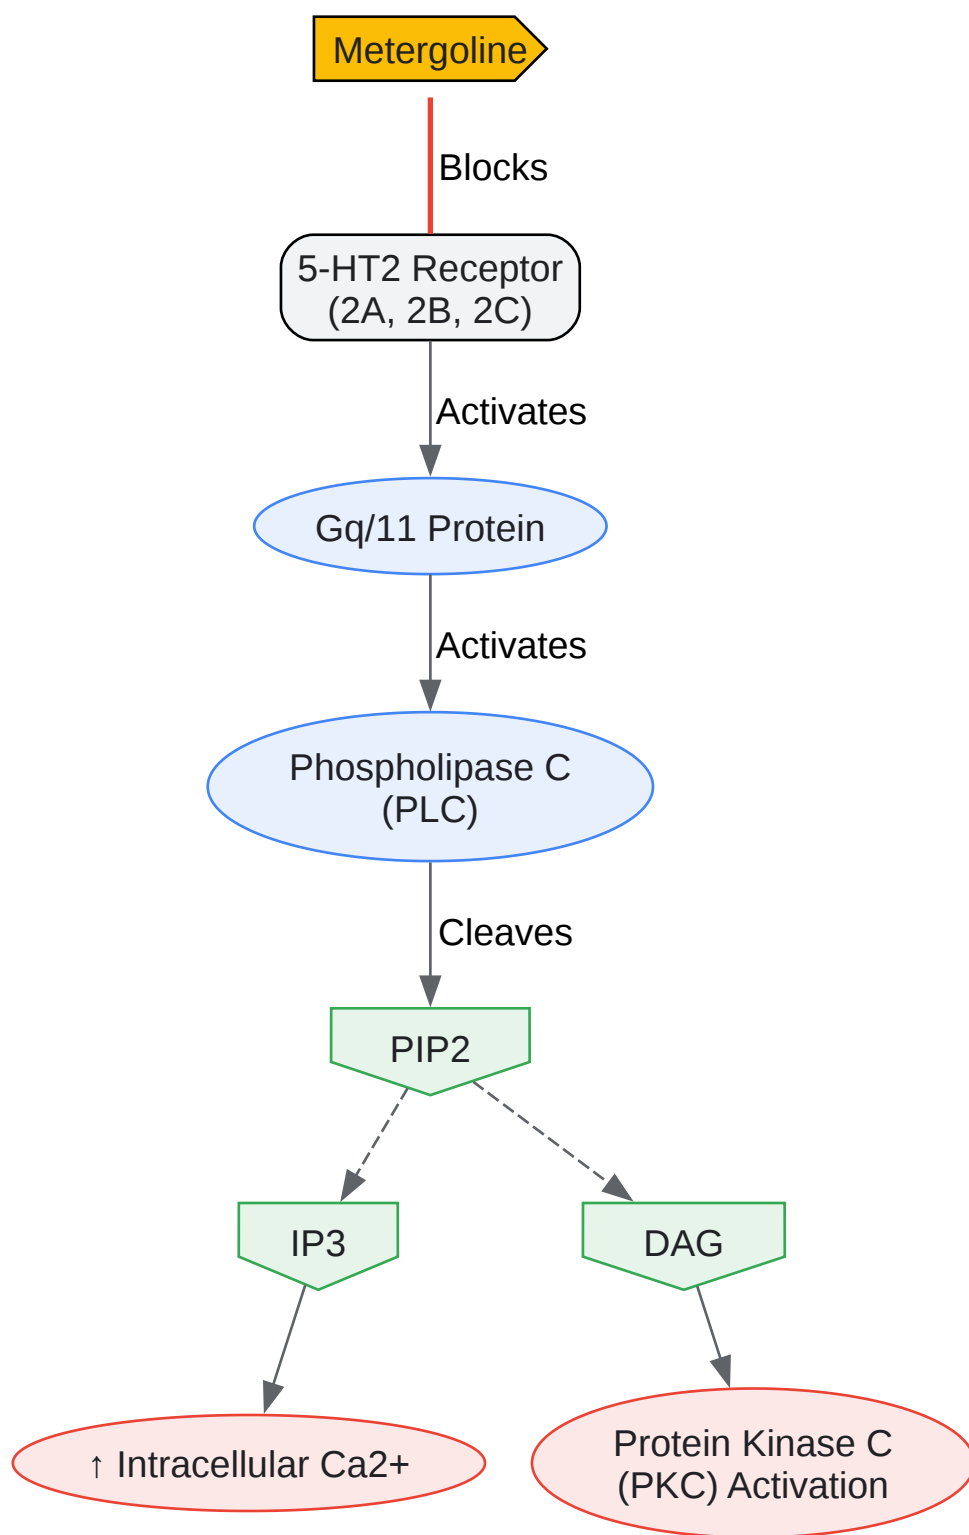 Metergoline
Blocks
5-HT2 Receptor
(2A, 2B, 2C)
Activates
Gq/11 Protein
Activates
Phospholipase C
(PLC)
Cleaves
PIP2
IP3
DAG
↑ Intracellular Ca2+
Protein Kinase C
(PKC) Activation